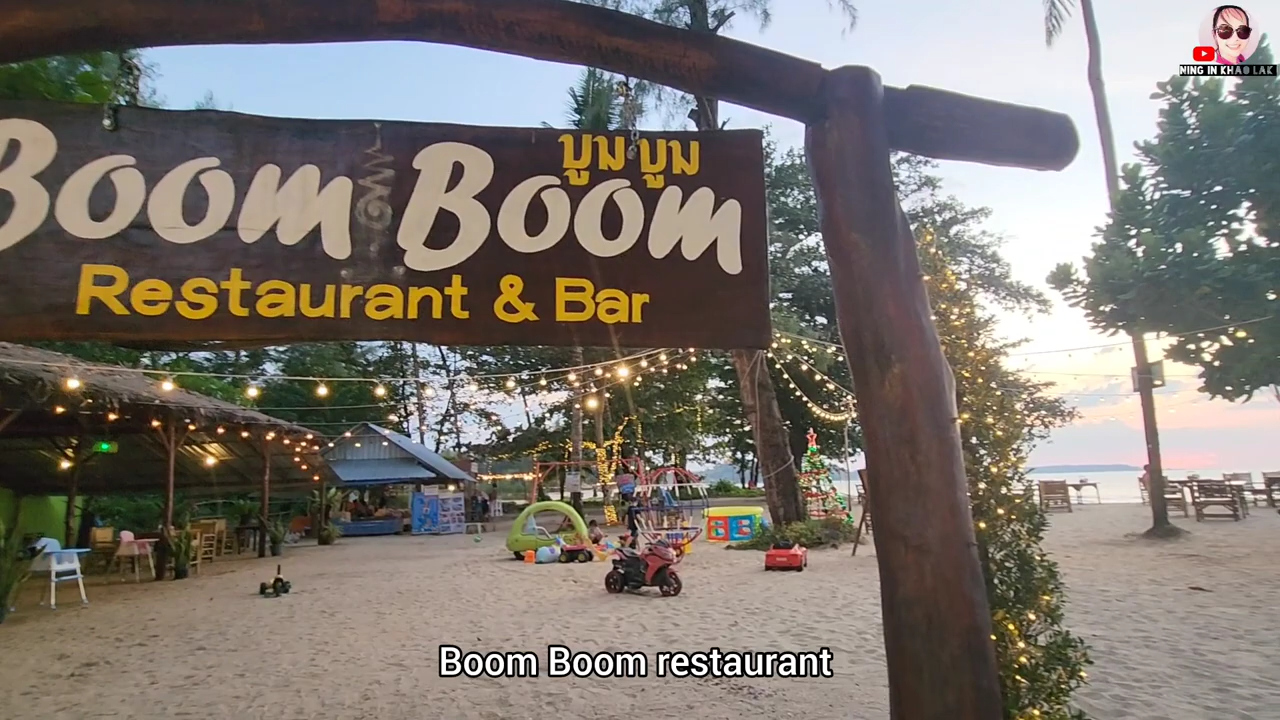 NING IN KHAO LAK
บูมบูม
Boom Boom
Restaurant & Bar
Boom Boom restaurant